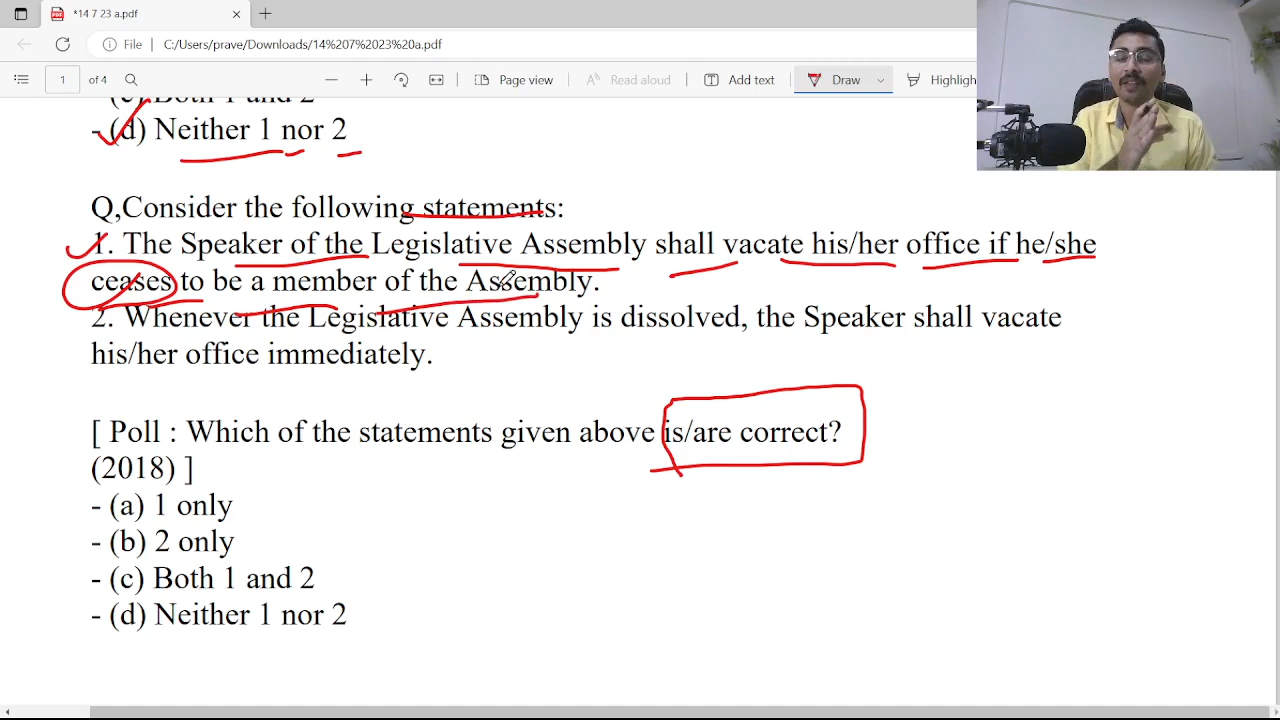 *14 7 23 a.pdf
File | C:/Users/prave/Downloads/14%207%2023%20a.pdf
1 of 4 Page view Read aloud Add text Draw Highligh
(c) Both 1 and 2
- (d) Neither 1 nor 2
Q,Consider the following statements:
1. The Speaker of the Legislative Assembly shall vacate his/her office if he/she
ceases to be a member of the Assembly.
2. Whenever the Legislative Assembly is dissolved, the Speaker shall vacate
his/her office immediately.
[ Poll : Which of the statements given above is/are correct?
(2018) ]
- (a) 1 only
- (b) 2 only
- (c) Both 1 and 2
- (d) Neither 1 nor 2